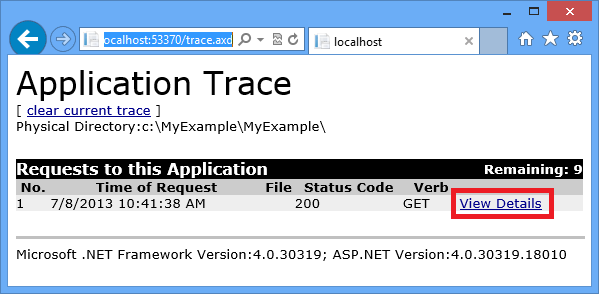 ocalhost:53370/trace.axd
localhost
Application Trace
[ clear current trace ]
Physical Directory:c:\MyExample\MyExample\
Requests to this Application Remaining: 9
No. Time of Request File Status Code Verb
1 7/8/2013 10:41:38 AM 200 GET View Details
Microsoft .NET Framework Version:4.0.30319; ASP.NET Version:4.0.30319.18010